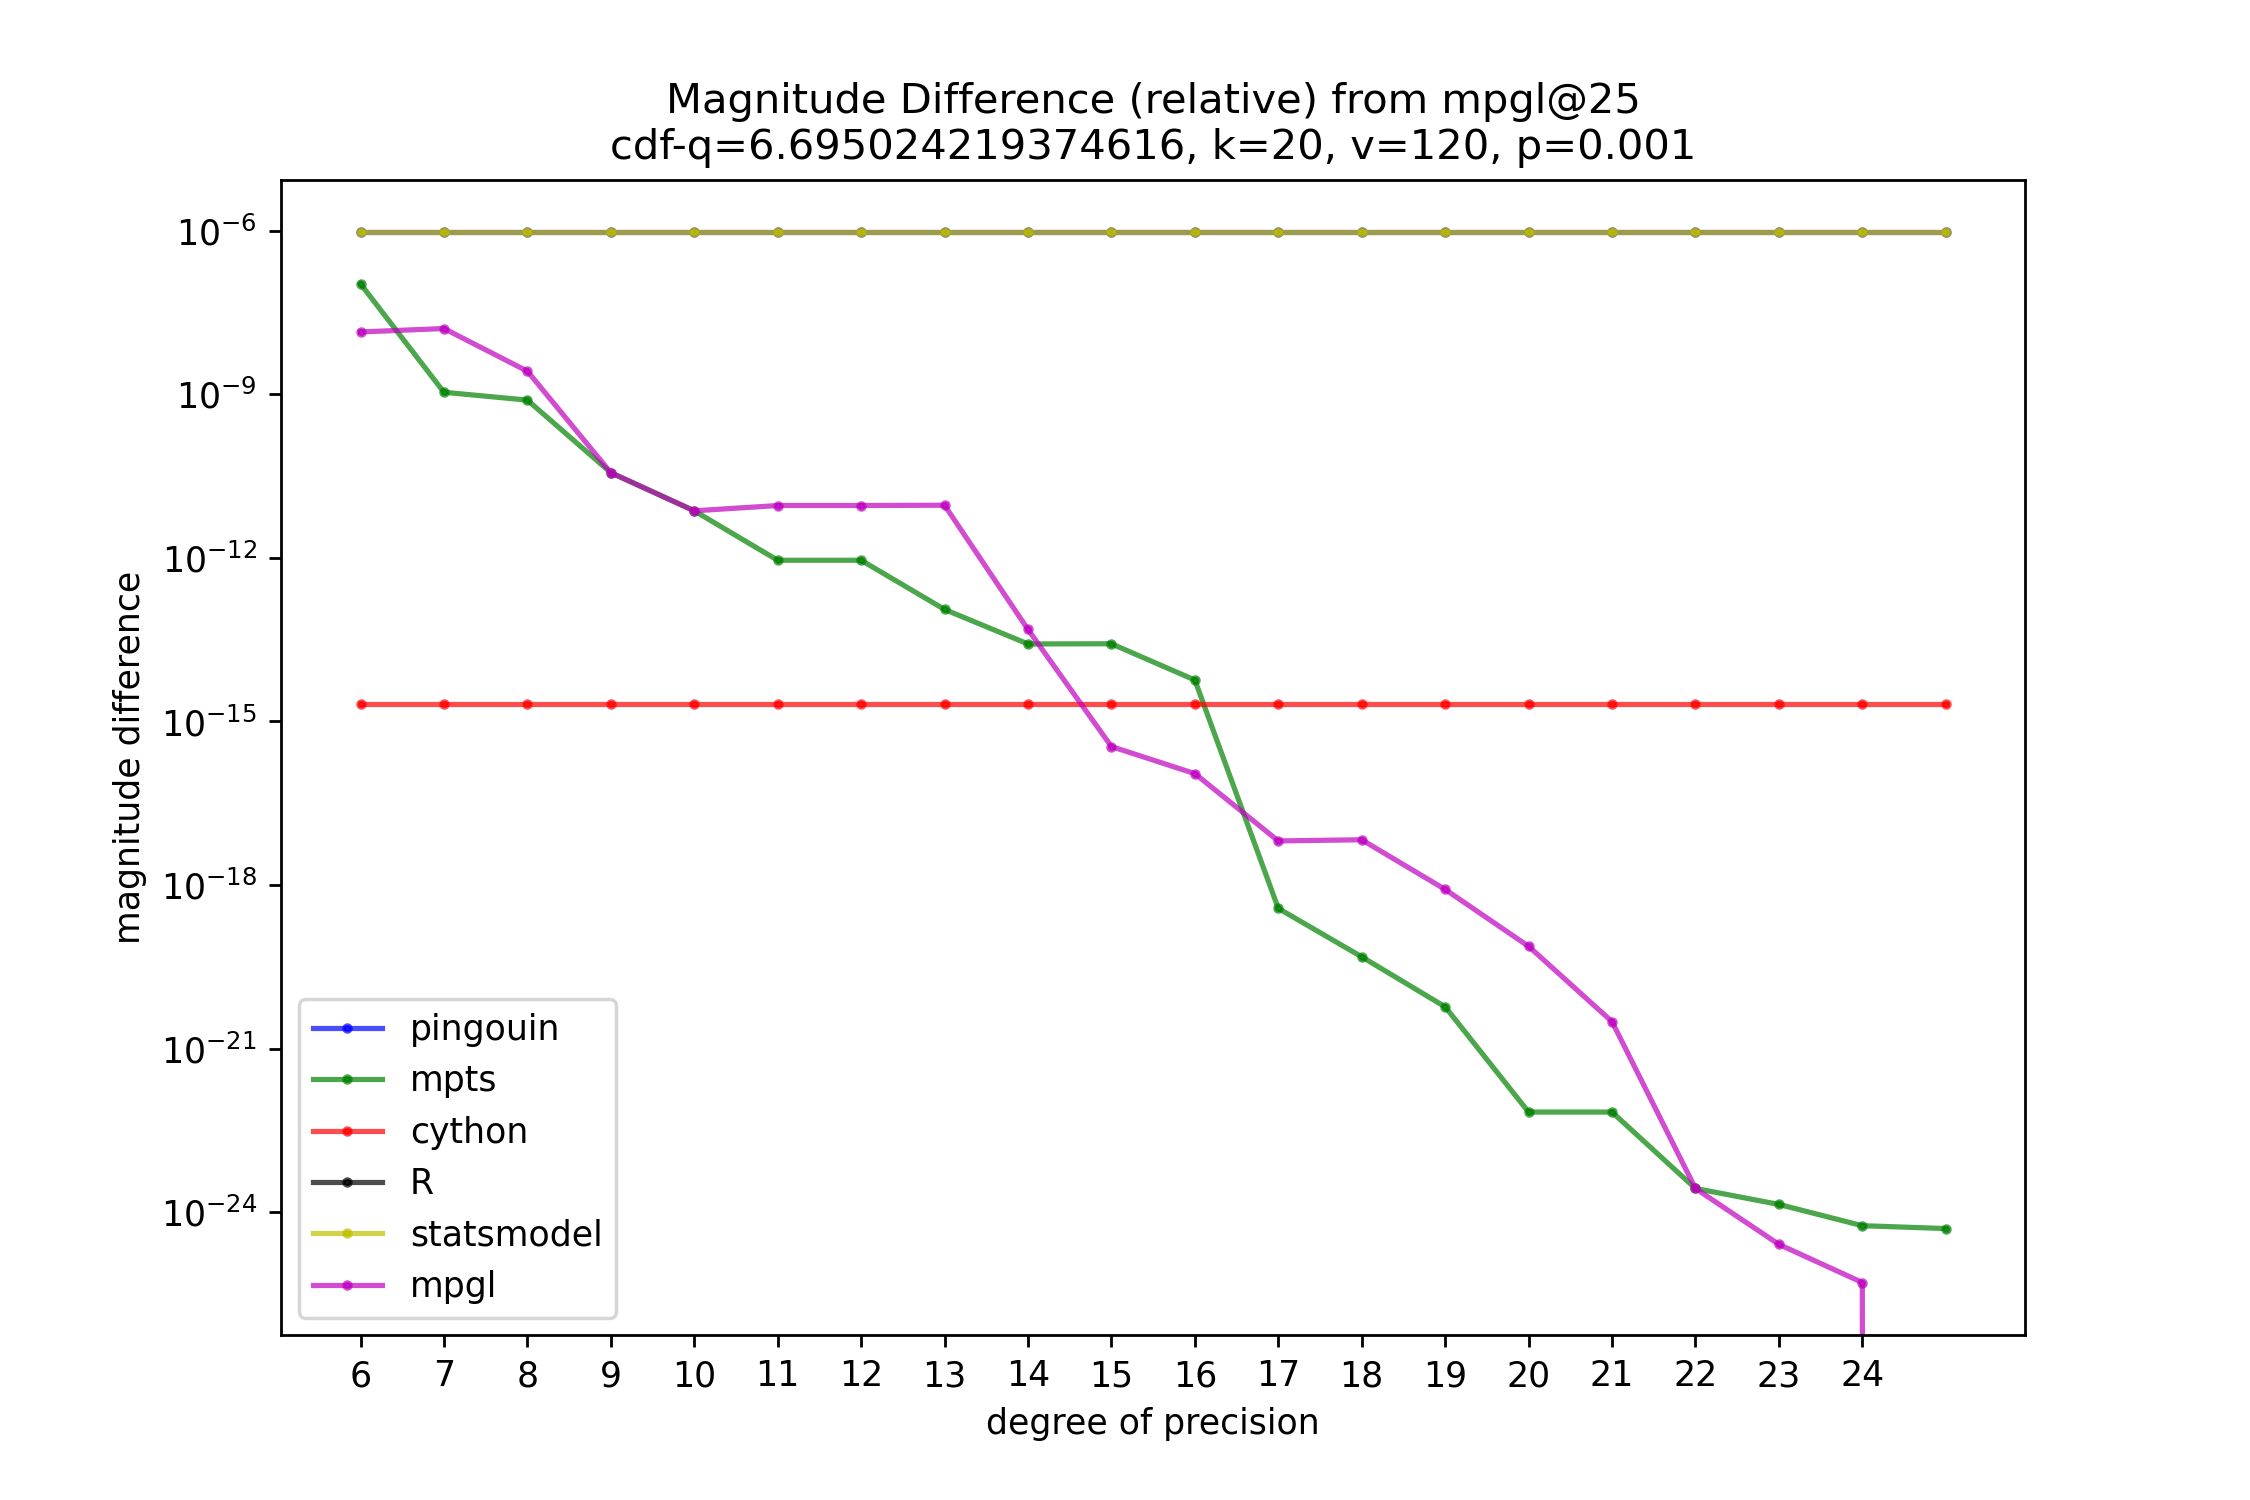 Magnitude Difference (relative) from mpgl@25
cdf-q=6.695024219374616, k=20, v=120, p=0.001
magnitude difference
10⁻⁶
10⁻⁹
10⁻¹²
10⁻¹⁵
10⁻¹⁸
10⁻²¹
10⁻²⁴
pingouin
mpts
cython
R
statsmodel
mpgl
6 7 8 9 10 11 12 13 14 15 16 17 18 19 20 21 22 23 24
degree of precision